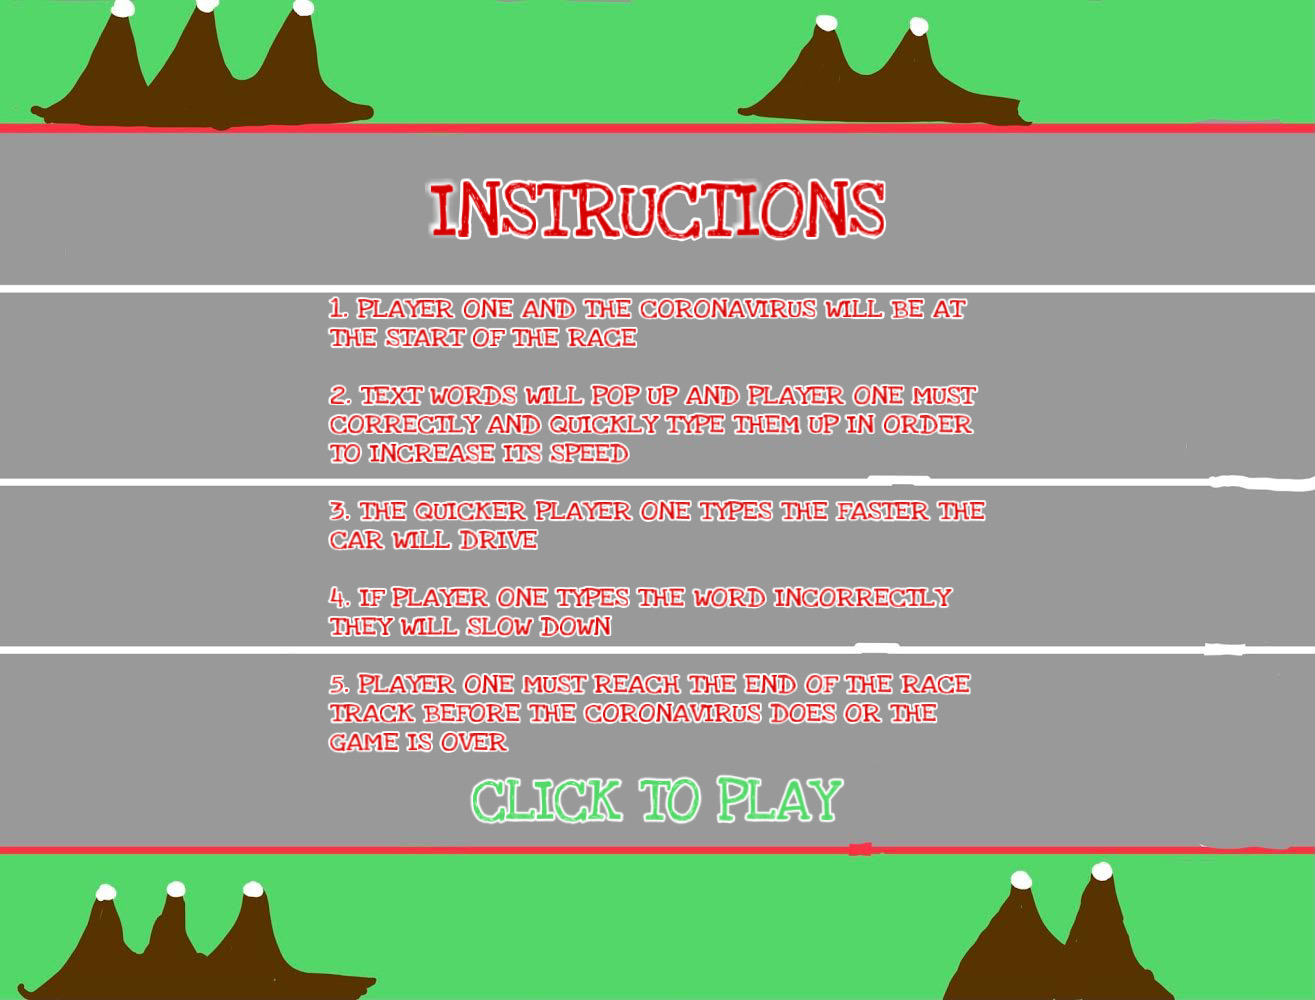 INSTRUCTIONS
1. PLAYER ONE AND THE CORONAVIRUS WILL BE AT
THE START OF THE RACE
2. TEXT WORDS WILL POP UP AND PLAYER ONE MUST
CORRECTLY AND QUICKLY TYPE THEM UP IN ORDER
TO INCREASE ITS SPEED
3. THE QUICKER PLAYER ONE TYPES THE FASTER THE
CAR WILL DRIVE
4. IF PLAYER ONE TYPES THE WORD INCORRECTLY
THEY WILL SLOW DOWN
5. PLAYER ONE MUST REACH THE END OF THE RACE
TRACK BEFORE THE CORONAVIRUS DOES OR THE
GAME IS OVER
CLICK TO PLAY